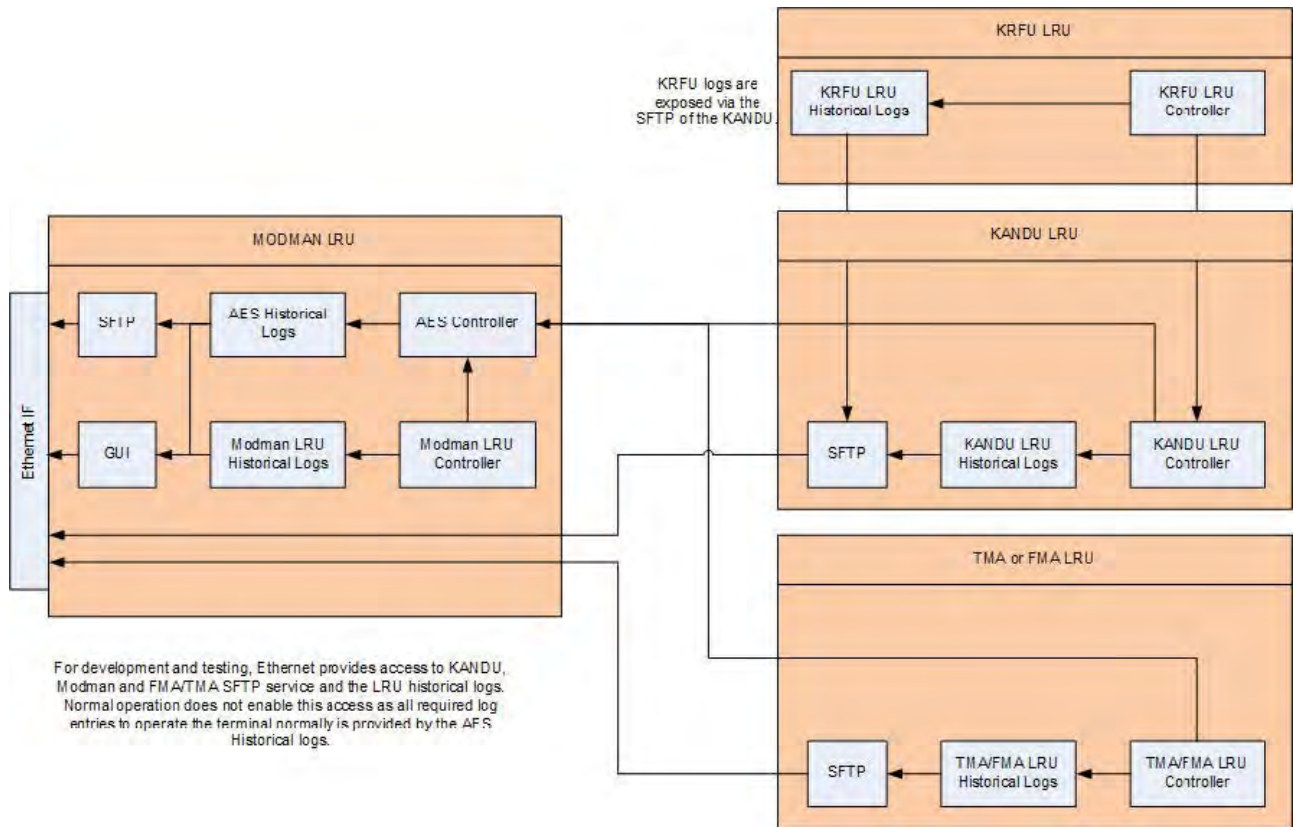 KRFU LRU
KRFU logs are
exposed via the
SFTP of the KANDU.
KRFU LRU
Historical Logs
KRFU LRU
Controller
MODMAN LRU
KANDU LRU
Ethernet IF
SFTP
AES Historical
Logs
AES Controller
GUI
Modman LRU
Historical Logs
Modman LRU
Controller
SFTP
KANDU LRU
Historical Logs
KANDU LRU
Controller
TMA or FMA LRU
For development and testing, Ethernet provides access to KANDU,
Modman and FMA/TMA SFTP service and the LRU historical logs.
Normal operation does not enable this access as all required log
entries to operate the terminal normally is provided by the AES
Historical logs.
SFTP
TMA/FMA LRU
Historical Logs
TMA/FMA LRU
Controller